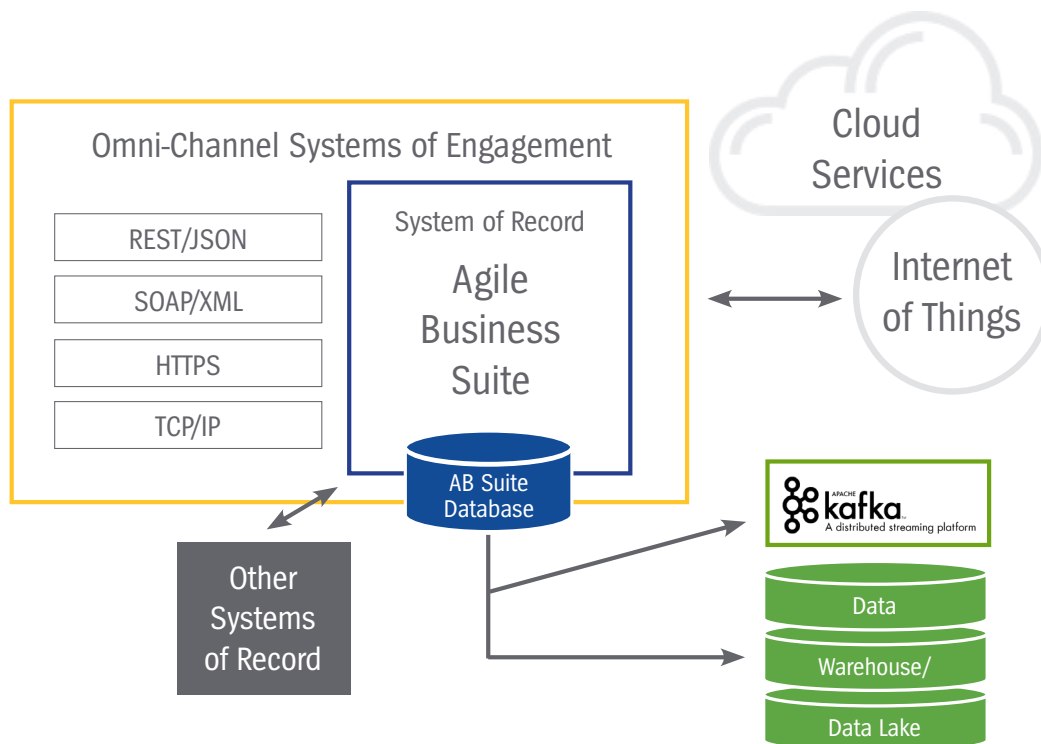 Omni-Channel Systems of Engagement
REST/JSON
SOAP/XML
HTTPS
TCP/IP
System of Record
Agile
Business
Suite
AB Suite
Database
Cloud
Services
Internet
of Things
Other
Systems
of Record
APACHE
kafka™
A distributed streaming platform
Data
Warehouse/
Data Lake